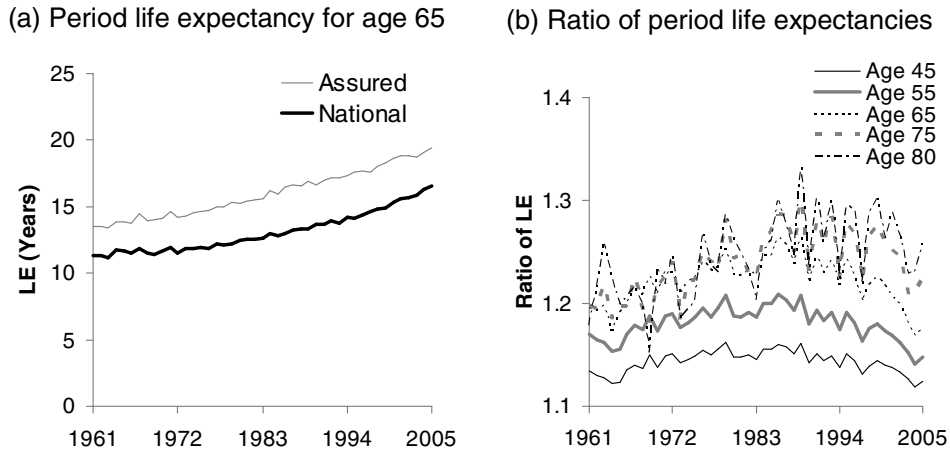 (a) Period life expectancy for age 65
25
20
15
10
5
0
LE (Years)
Assured
National
1961 1972 1983 1994 2005
(b) Ratio of period life expectancies
1.4
1.3
1.2
1.1
Ratio of LE
Age 45
Age 55
Age 65
Age 75
Age 80
1961 1972 1983 1994 2005